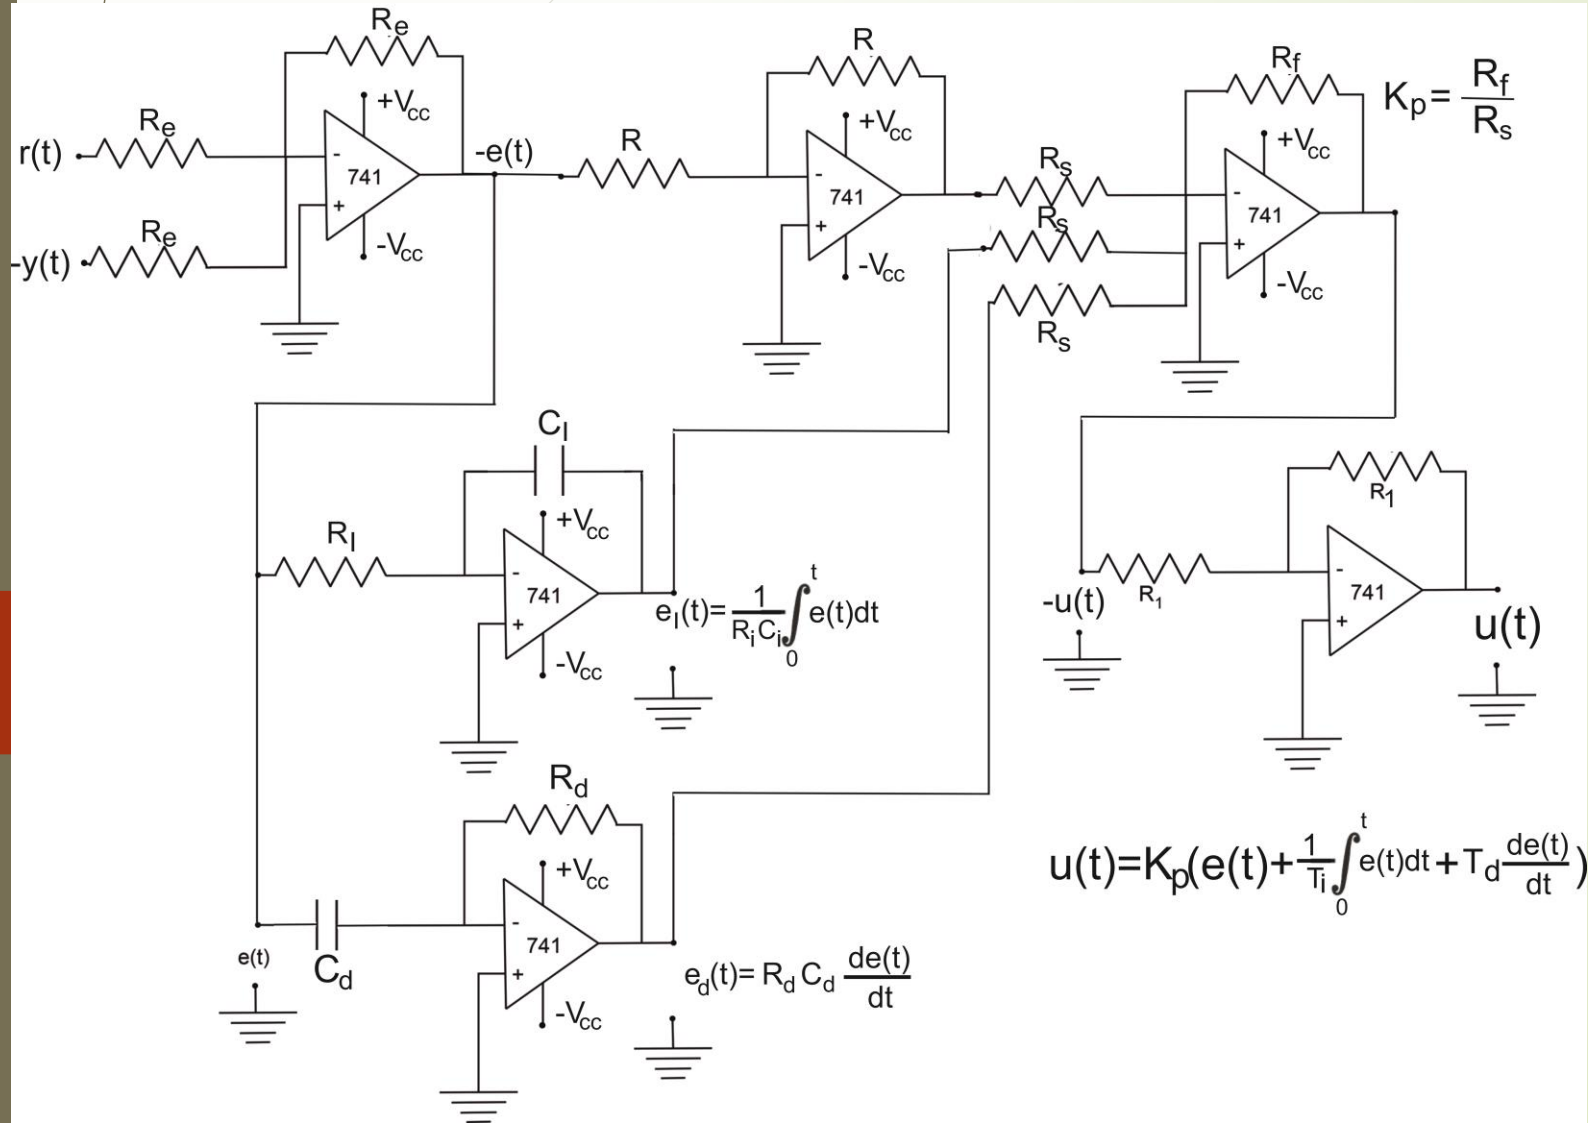 Re
+Vcc
Re
r(t)
-
741
+
-e(t)
Re
-y(t)
-Vcc
R
+Vcc
R
-
741
+
-Vcc
Rf
Kp= Rf/Rs
+Vcc
Rs
-
741
+
Rs
-Vcc
Rs
CI
+Vcc
RI
-
741
+
-Vcc
eI(t)= 1/RiCi ∫0t e(t)dt
R1
-
741
+
-u(t)
R1
u(t)
Rd
+Vcc
-
741
+
-Vcc
e(t)
Cd
ed(t)= Rd Cd de(t)/dt
u(t)=Kp(e(t)+ 1/Ti ∫0t e(t)dt + Td de(t)/dt )